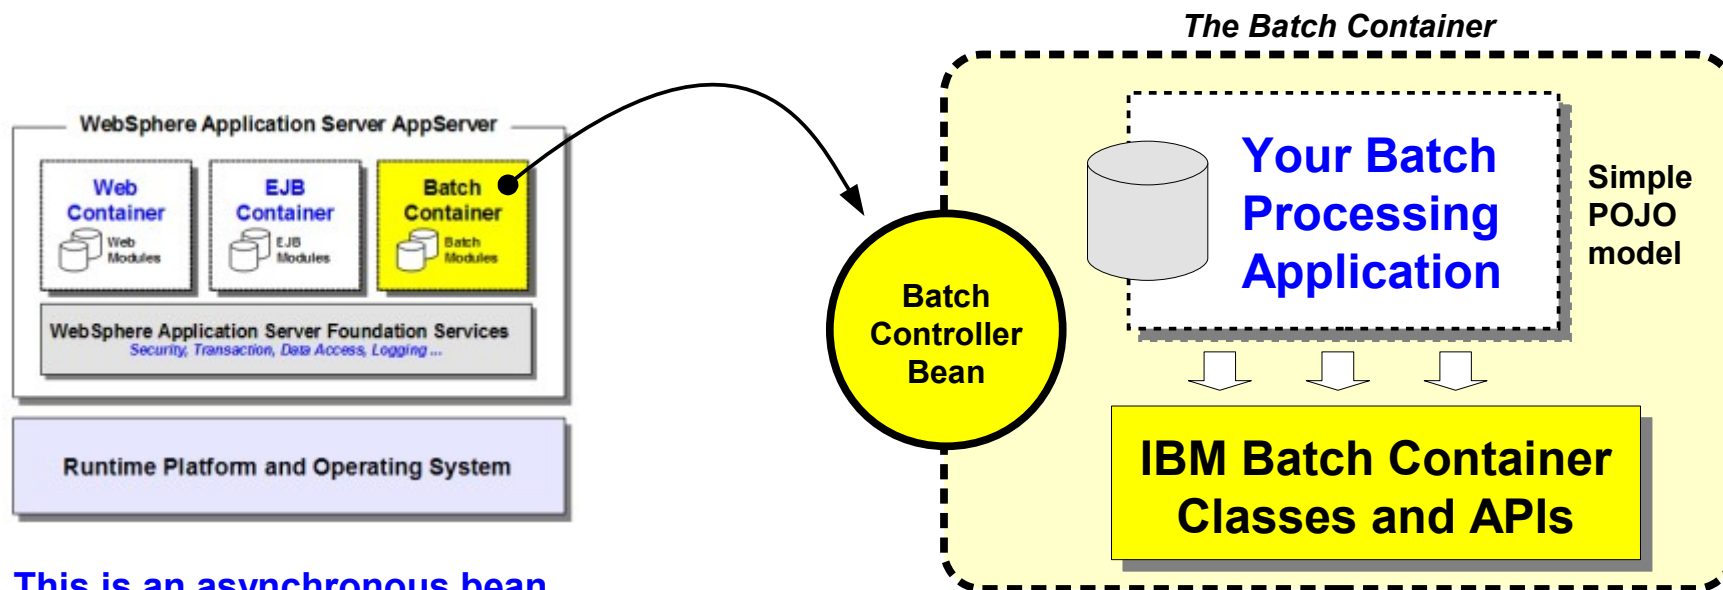 The Batch Container
WebSphere Application Server AppServer
Web
Container
Web
Modules
EJB
Container
EJB
Modules
Batch
Container
Batch
Modules
WebSphere Application Server Foundation Services
Security, Transaction, Data Access, Logging ...
Runtime Platform and Operating System
Batch
Controller
Bean
Your Batch
Processing
Application
Simple
POJO
model
IBM Batch Container
Classes and APIs
This is an asynchronous bean